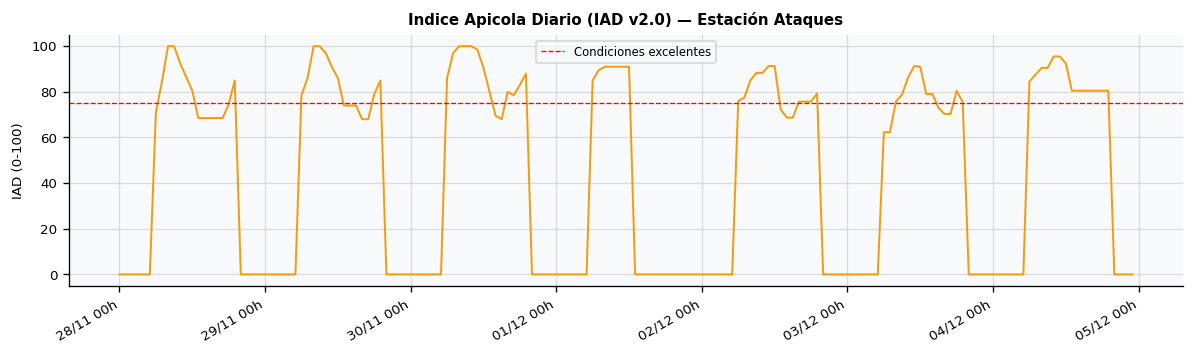 Indice Apicola Diario (IAD v2.0) — Estación Ataques
Condiciones excelentes
IAD (0-100)
100
80
60
40
20
0
28/11 00h
29/11 00h
30/11 00h
01/12 00h
02/12 00h
03/12 00h
04/12 00h
05/12 00h